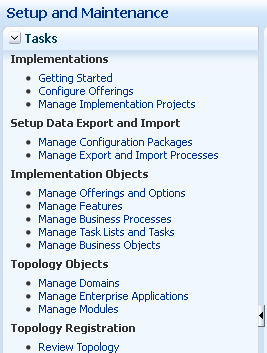 Setup and Maintenance
Tasks
Implementations
Getting Started
Configure Offerings
Manage Implementation Projects
Setup Data Export and Import
Manage Configuration Packages
Manage Export and Import Processes
Implementation Objects
Manage Offerings and Options
Manage Features
Manage Business Processes
Manage Task Lists and Tasks
Manage Business Objects
Topology Objects
Manage Domains
Manage Enterprise Applications
Manage Modules
Topology Registration
Review Topology